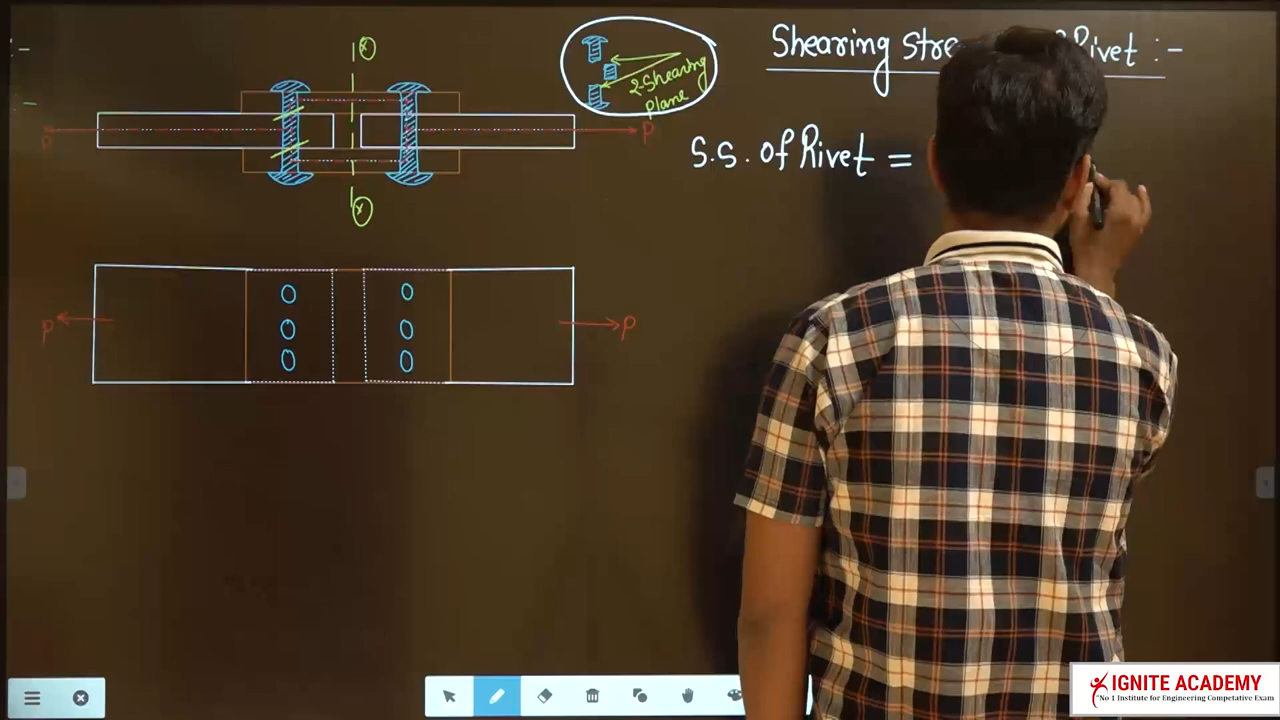 Shearing Stre Rivet :-
S.S. of Rivet =
2-shearing
plane
x
x
P
P
P
P
IGNITE ACADEMY
"No 1 Institute for Engineering Competative Exam